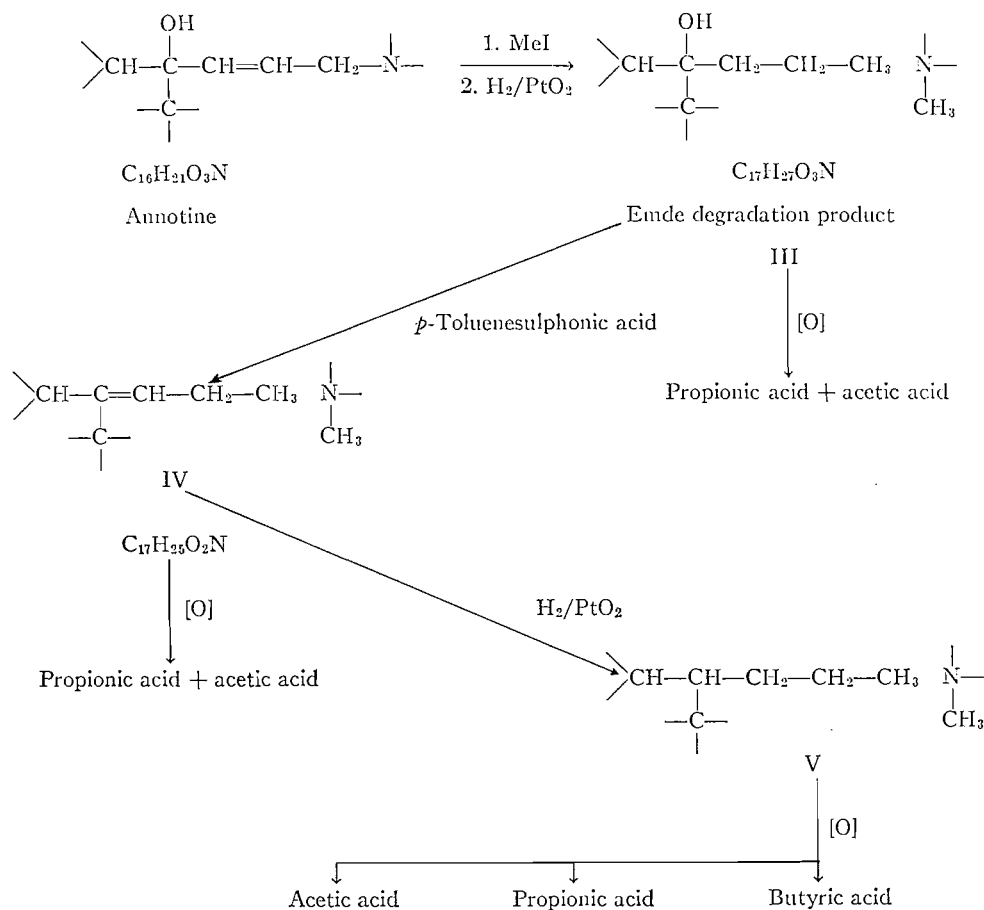 OH
CH—C—CH=CH—CH₂—N—
—C—
C₁₆H₂₁O₃N
Annotine
1. MeI
2. H₂/PtO₂
OH
CH—C—CH₂—CH₂—CH₃ N—
—C— CH₃
C₁₇H₂₇O₃N
Emde degradation product
III
[O]
Propionic acid + acetic acid
p-Toluenesulphonic acid
CH—C=CH—CH₂—CH₃ N—
—C— CH₃
IV
C₁₇H₂₅O₂N
[O]
Propionic acid + acetic acid
H₂/PtO₂
CH—CH—CH₂—CH₂—CH₃ N—
—C— CH₃
V
[O]
Acetic acid Propionic acid Butyric acid